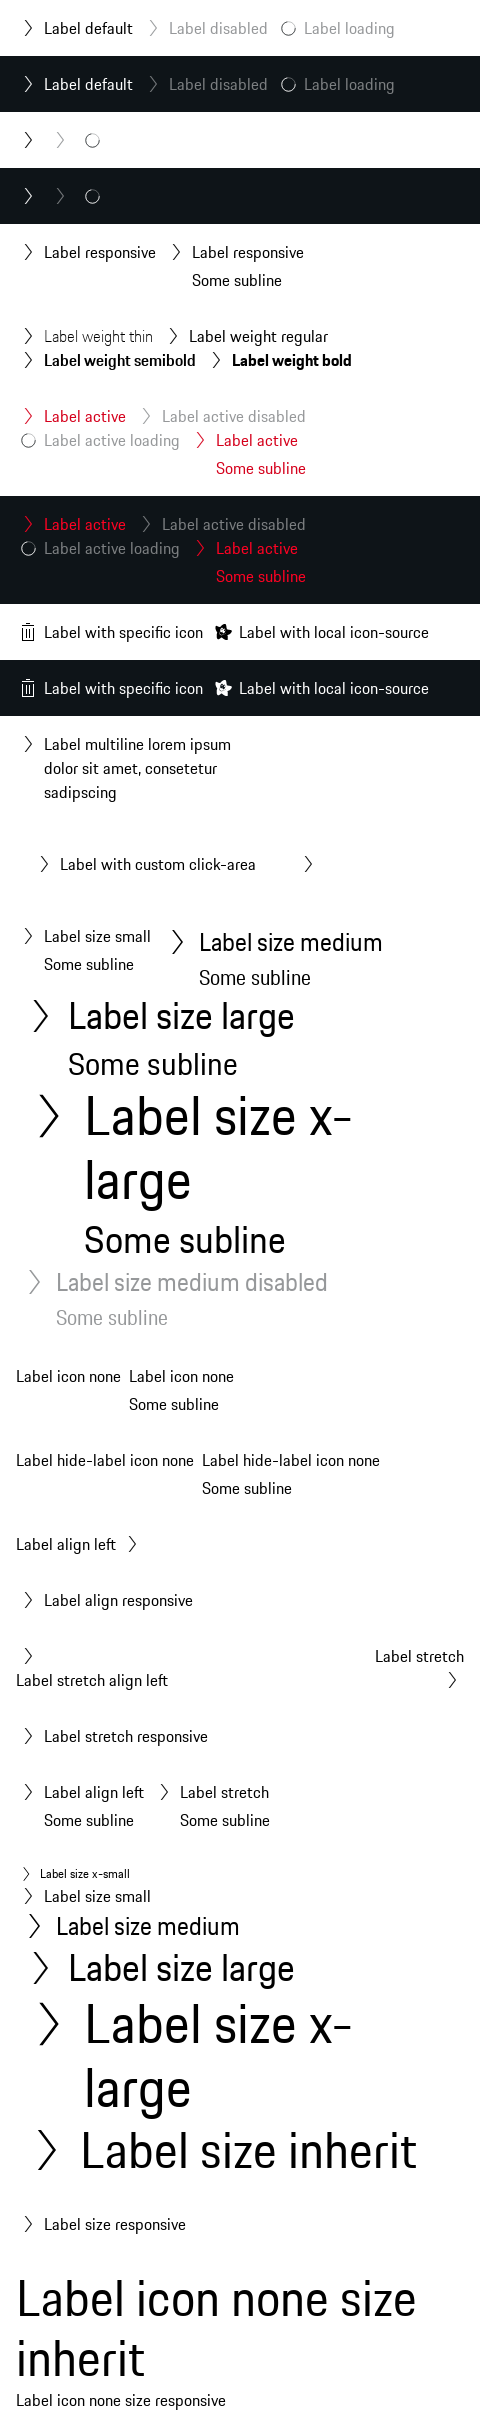 Label default Label disabled Label loading
Label default Label disabled Label loading
Label responsive Label responsive
Some subline
Label weight thin Label weight regular
Label weight semibold Label weight bold
Label active Label active disabled
Label active loading Label active
Some subline
Label active Label active disabled
Label active loading Label active
Some subline
Label with specific icon Label with local icon-source
Label with specific icon Label with local icon-source
Label multiline lorem ipsum
dolor sit amet, consetetur
sadipscing
Label with custom click-area
Label size small Label size medium
Some subline Some subline
Label size large
Some subline
Label size x-
large
Some subline
Label size medium disabled
Some subline
Label icon none Label icon none
Some subline
Label hide-label icon none Label hide-label icon none
Some subline
Label align left
Label align responsive
Label stretch
Label stretch align left
Label stretch responsive
Label align left Label stretch
Some subline Some subline
Label size x-small
Label size small
Label size medium
Label size large
Label size x-
large
Label size inherit
Label size responsive
Label icon none size
inherit
Label icon none size responsive